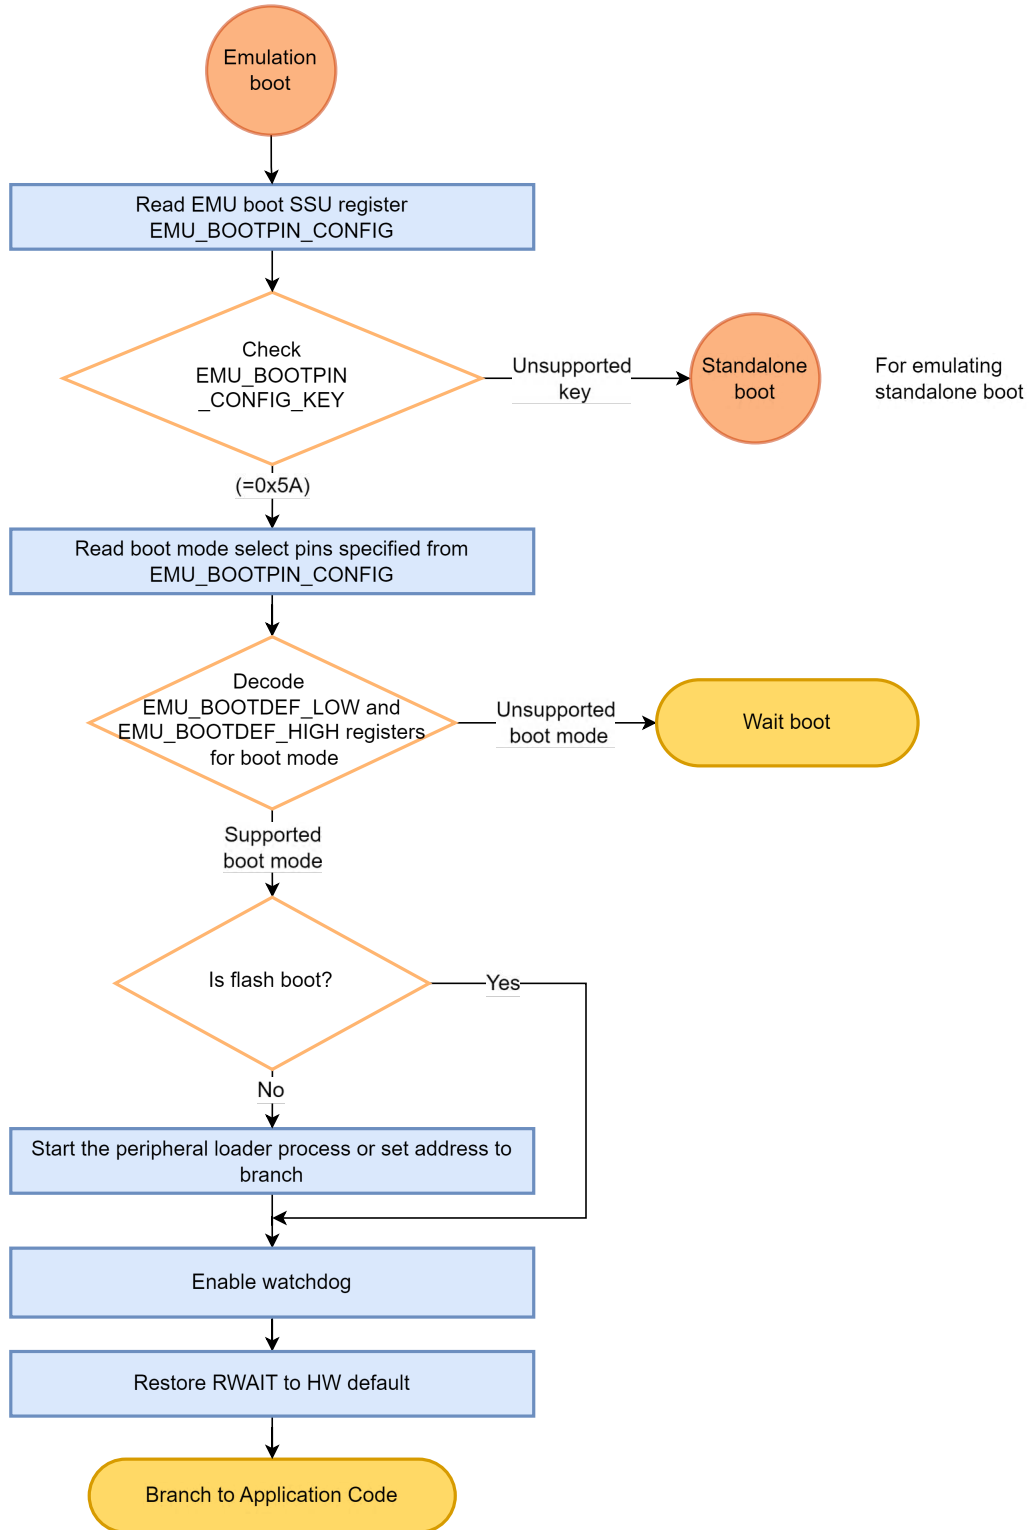 Emulation
boot
Read EMU boot SSU register
EMU_BOOTPIN_CONFIG
Check
EMU_BOOTPIN
_CONFIG_KEY
Unsupported
key
Standalone
boot
For emulating
standalone boot
(=0x5A)
Read boot mode select pins specified from
EMU_BOOTPIN_CONFIG
Decode
EMU_BOOTDEF_LOW and
EMU_BOOTDEF_HIGH registers
for boot mode
Unsupported
boot mode
Wait boot
Supported
boot mode
Is flash boot?
Yes
No
Start the peripheral loader process or set address to
branch
Enable watchdog
Restore RWAIT to HW default
Branch to Application Code